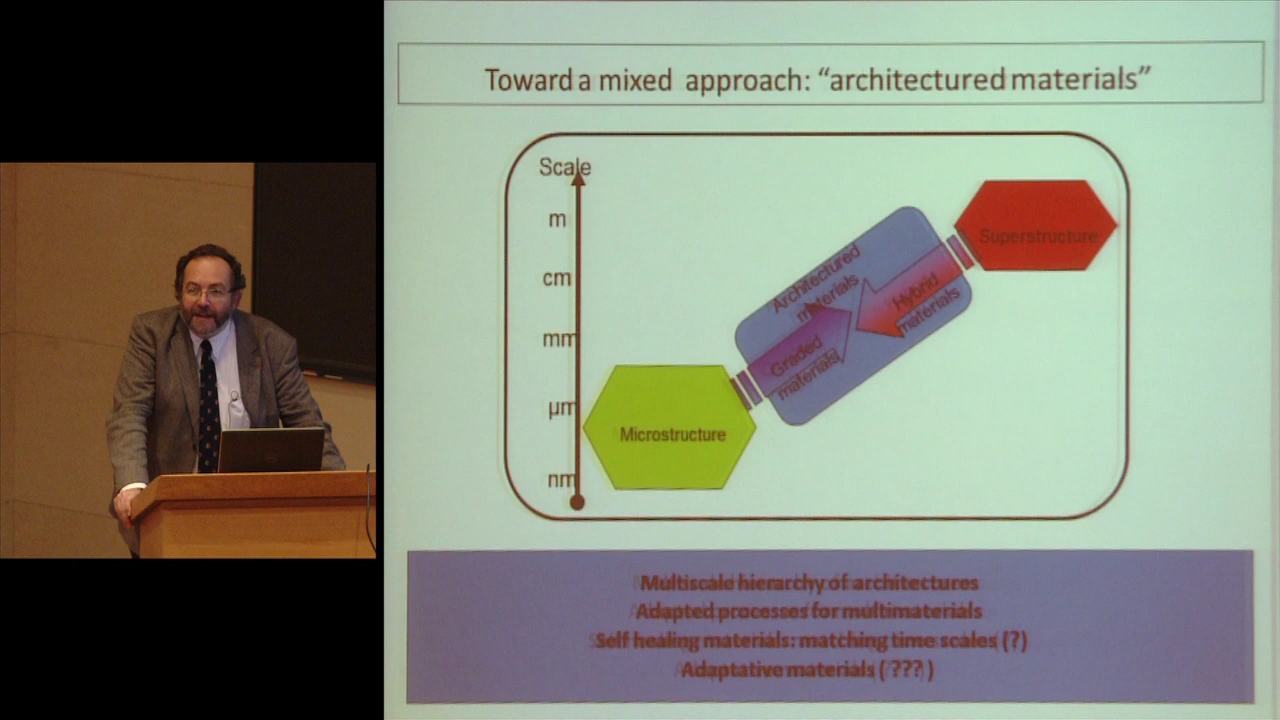 Toward a mixed approach: “architectured materials”
Scale
m
cm
mm
µm
nm
Superstructure
Architectured
materials
Hybrid
materials
Graded
materials
Microstructure
Multiscale hierarchy of architectures
Adapted processes for multimaterials
Self healing materials: matching time scales (?)
Adaptative materials ( ??? )